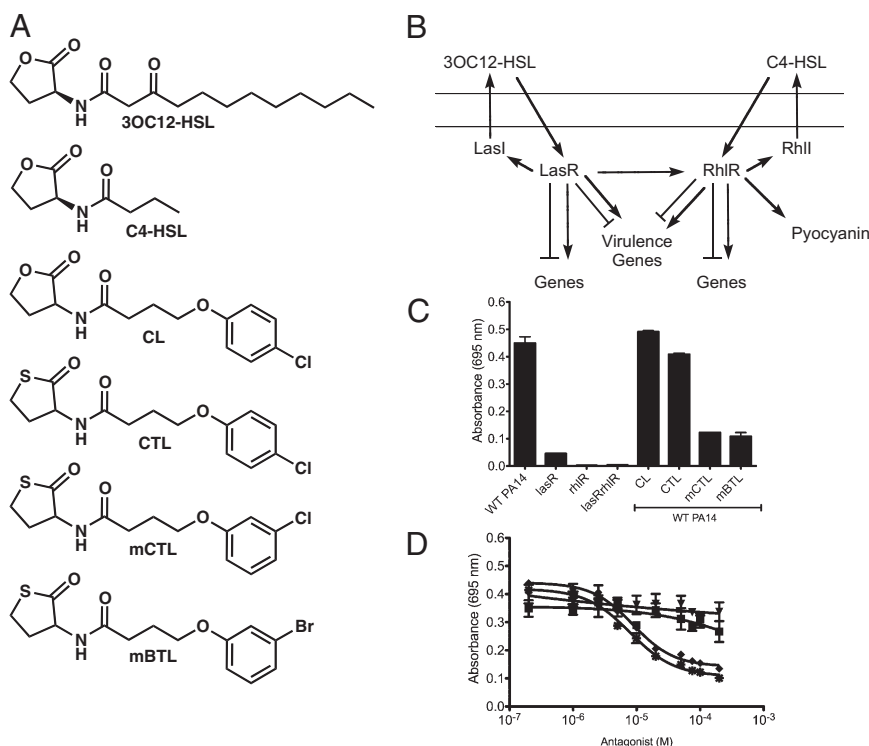 A
O
O
O
O
N
H
3OC12-HSL
O
O
O
N
H
C4-HSL
O
O
O
O
N
H
CL
Cl
S
O
O
O
N
H
CTL
Cl
S
O
O
O
N
H
mCTL
Cl
S
O
O
O
N
H
mBTL
Br
B
3OC12-HSL
C4-HSL
LasI
RhlI
LasR
RhlR
Virulence
Genes
Pyocyanin
Genes
Genes
C
Absorbance (695 nm)
0.6
0.5
0.4
0.3
0.2
0.1
0.0
WT PA14
lasR
rhlR
lasRrhlR
CL
CTL
mCTL
mBTL
WT PA14
D
Absorbance (695 nm)
0.6
0.5
0.4
0.3
0.2
0.1
0.0
10-7
10-6
10-5
10-4
10-3
Antagonist (M)